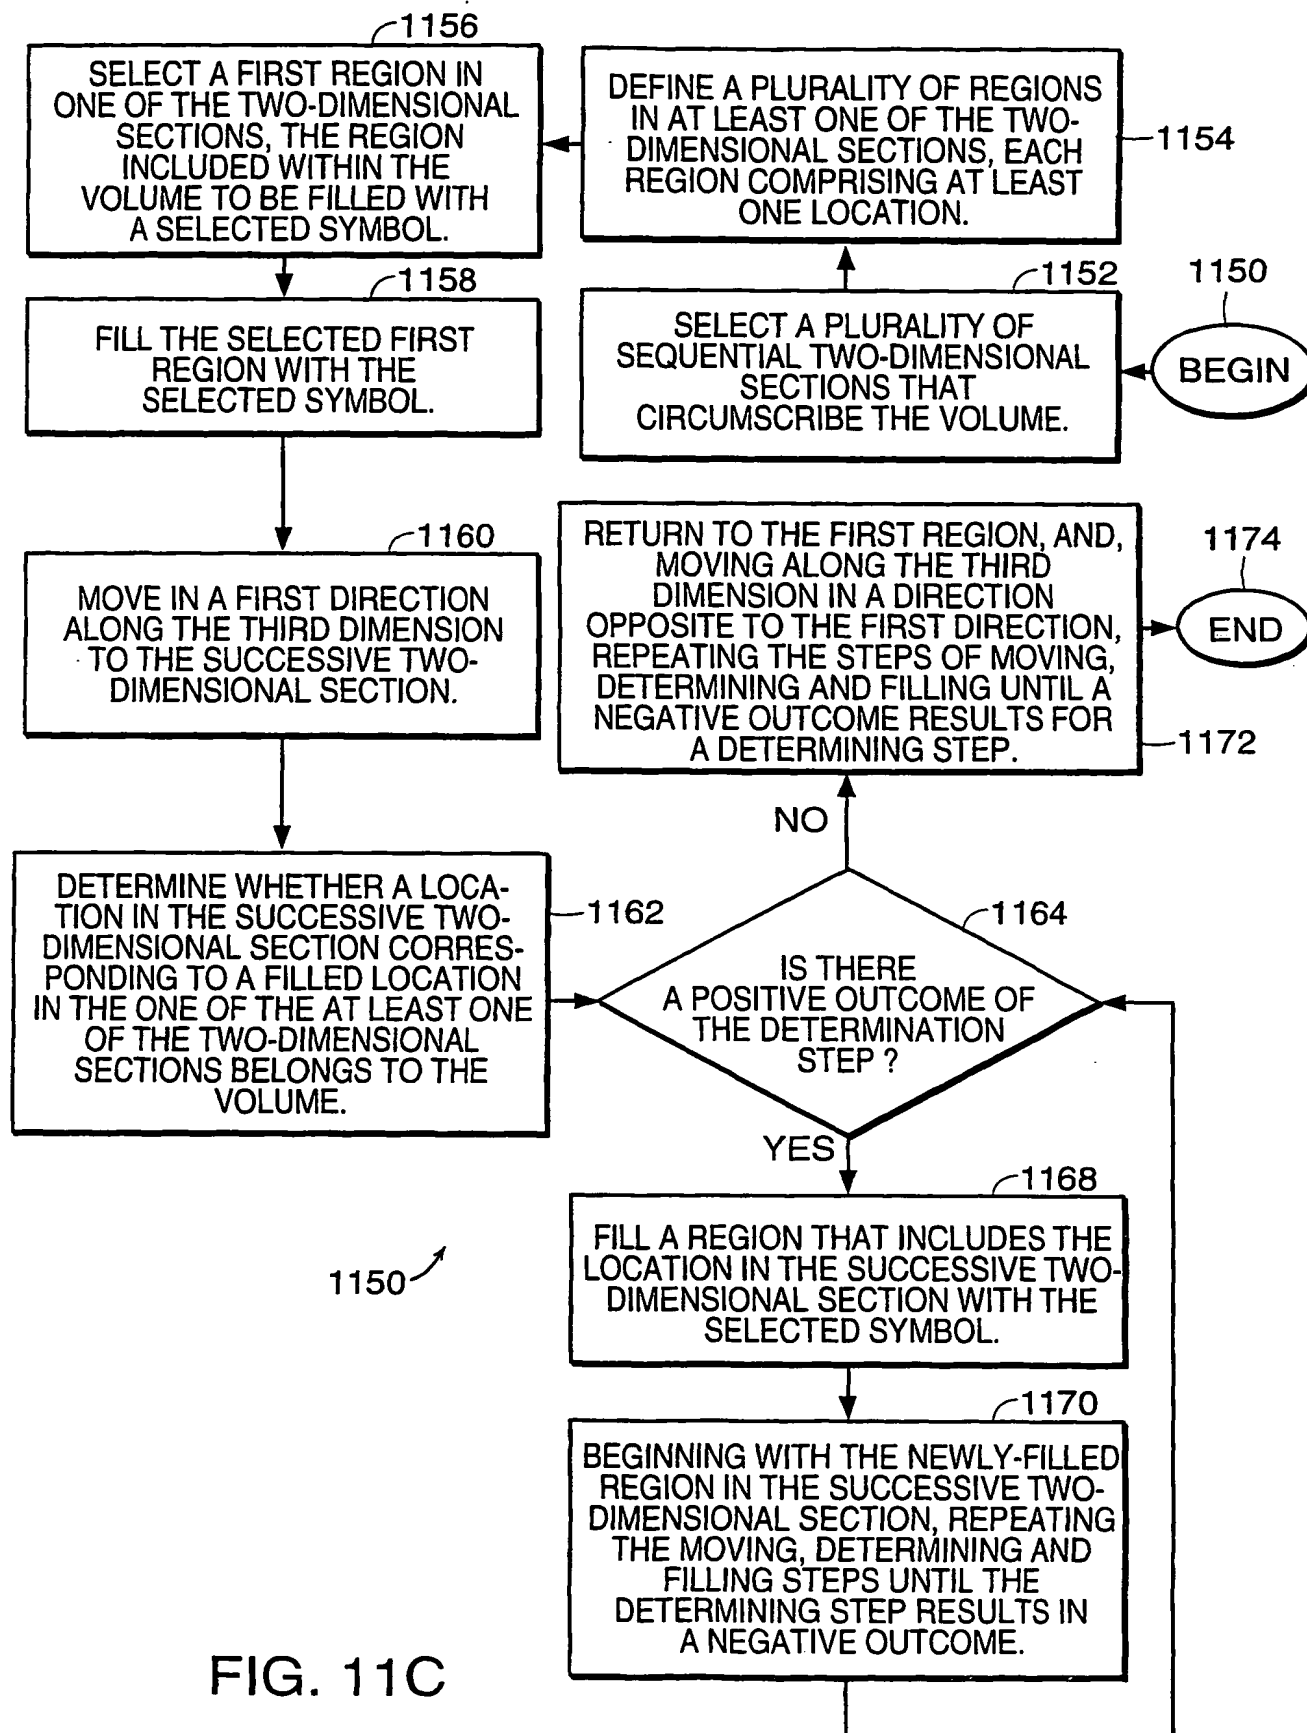 1156
SELECT A FIRST REGION IN
ONE OF THE TWO-DIMENSIONAL
SECTIONS, THE REGION
INCLUDED WITHIN THE
VOLUME TO BE FILLED WITH
A SELECTED SYMBOL.
DEFINE A PLURALITY OF REGIONS
IN AT LEAST ONE OF THE TWO-
DIMENSIONAL SECTIONS, EACH
REGION COMPRISING AT LEAST
ONE LOCATION.
1154
1158
FILL THE SELECTED FIRST
REGION WITH THE
SELECTED SYMBOL.
1152
SELECT A PLURALITY OF
SEQUENTIAL TWO-DIMENSIONAL
SECTIONS THAT
CIRCUMSCRIBE THE VOLUME.
1150
BEGIN
1160
MOVE IN A FIRST DIRECTION
ALONG THE THIRD DIMENSION
TO THE SUCCESSIVE TWO-
DIMENSIONAL SECTION.
RETURN TO THE FIRST REGION, AND,
MOVING ALONG THE THIRD
DIMENSION IN A DIRECTION
OPPOSITE TO THE FIRST DIRECTION,
REPEATING THE STEPS OF MOVING,
DETERMINING AND FILLING UNTIL A
NEGATIVE OUTCOME RESULTS FOR
A DETERMINING STEP.
1172
1174
END
NO
DETERMINE WHETHER A LOCA-
TION IN THE SUCCESSIVE TWO-
DIMENSIONAL SECTION CORRES-
PONDING TO A FILLED LOCATION
IN THE ONE OF THE AT LEAST ONE
OF THE TWO-DIMENSIONAL
SECTIONS BELONGS TO THE
VOLUME.
1162
1164
IS THERE
A POSITIVE OUTCOME OF
THE DETERMINATION
STEP ?
YES
1168
FILL A REGION THAT INCLUDES THE
LOCATION IN THE SUCCESSIVE TWO-
DIMENSIONAL SECTION WITH THE
SELECTED SYMBOL.
1150
1170
BEGINNING WITH THE NEWLY-FILLED
REGION IN THE SUCCESSIVE TWO-
DIMENSIONAL SECTION, REPEATING
THE MOVING, DETERMINING AND
FILLING STEPS UNTIL THE
DETERMINING STEP RESULTS IN
A NEGATIVE OUTCOME.
FIG. 11C